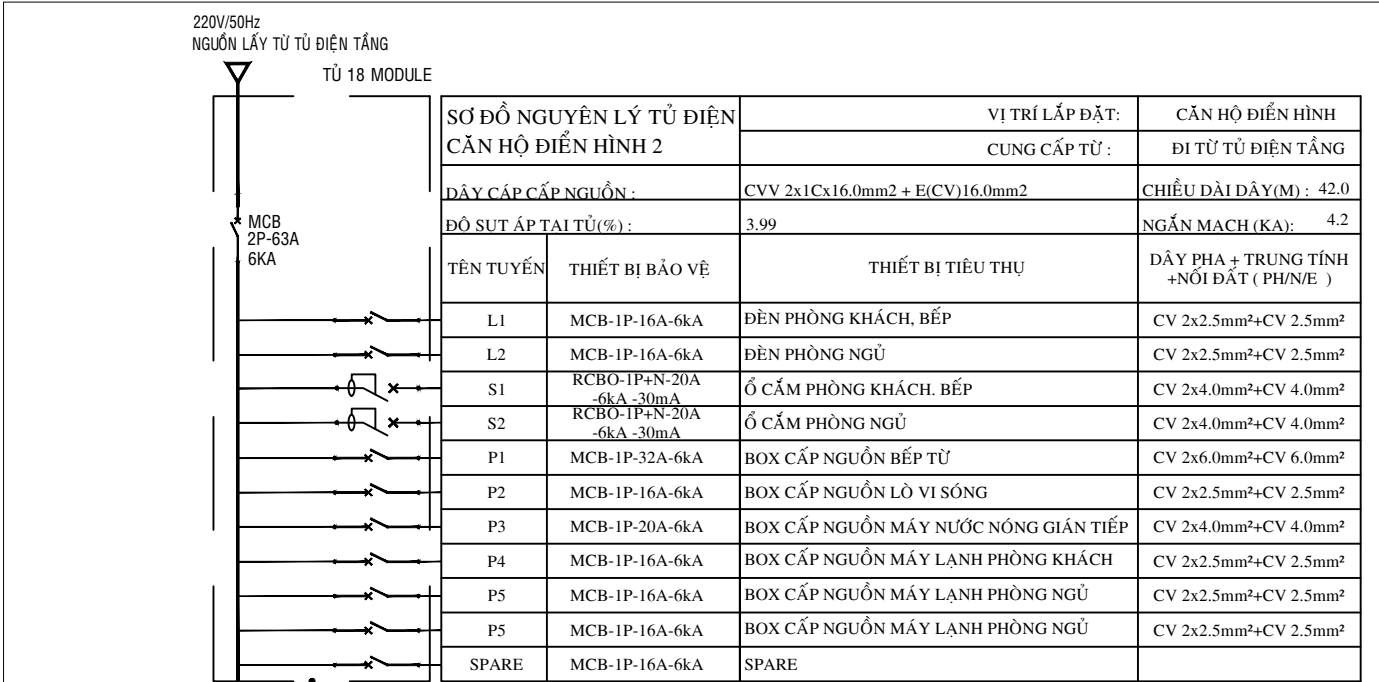 220V/50Hz
NGUỒN LẤY TỪ TỦ ĐIỆN TẦNG
TỦ 18 MODULE
MCB
2P-63A
6KA
SƠ ĐỒ NGUYÊN LÝ TỦ ĐIỆN
CĂN HỘ ĐIỂN HÌNH 2
VỊ TRÍ LẮP ĐẶT:
CĂN HỘ ĐIỂN HÌNH
CUNG CẤP TỪ :
ĐI TỪ TỦ ĐIỆN TẦNG
DÂY CÁP CẤP NGUỒN :
CVV 2x1Cx16.0mm2 + E(CV)16.0mm2
CHIỀU DÀI DÂY(M) : 42.0
ĐỘ SỤT ÁP TẠI TỦ(%) :
3.99
NGẮN MẠCH (KA): 4.2
TÊN TUYẾN
THIẾT BỊ BẢO VỆ
THIẾT BỊ TIÊU THỤ
DÂY PHA + TRUNG TÍNH
+NỐI ĐẤT ( PH/N/E )
L1 MCB-1P-16A-6kA ĐÈN PHÒNG KHÁCH, BẾP CV 2x2.5mm²+CV 2.5mm²
L2 MCB-1P-16A-6kA ĐÈN PHÒNG NGỦ CV 2x2.5mm²+CV 2.5mm²
S1 RCBO-1P+N-20A
-6kA -30mA
Ổ CẮM PHÒNG KHÁCH. BẾP CV 2x4.0mm²+CV 4.0mm²
S2 RCBO-1P+N-20A
-6kA -30mA
Ổ CẮM PHÒNG NGỦ CV 2x4.0mm²+CV 4.0mm²
P1 MCB-1P-32A-6kA BOX CẤP NGUỒN BẾP TỪ CV 2x6.0mm²+CV 6.0mm²
P2 MCB-1P-16A-6kA BOX CẤP NGUỒN LÒ VI SÓNG CV 2x2.5mm²+CV 2.5mm²
P3 MCB-1P-20A-6kA BOX CẤP NGUỒN MÁY NƯỚC NÓNG GIÁN TIẾP CV 2x4.0mm²+CV 4.0mm²
P4 MCB-1P-16A-6kA BOX CẤP NGUỒN MÁY LẠNH PHÒNG KHÁCH CV 2x2.5mm²+CV 2.5mm²
P5 MCB-1P-16A-6kA BOX CẤP NGUỒN MÁY LẠNH PHÒNG NGỦ CV 2x2.5mm²+CV 2.5mm²
P5 MCB-1P-16A-6kA BOX CẤP NGUỒN MÁY LẠNH PHÒNG NGỦ CV 2x2.5mm²+CV 2.5mm²
SPARE MCB-1P-16A-6kA SPARE